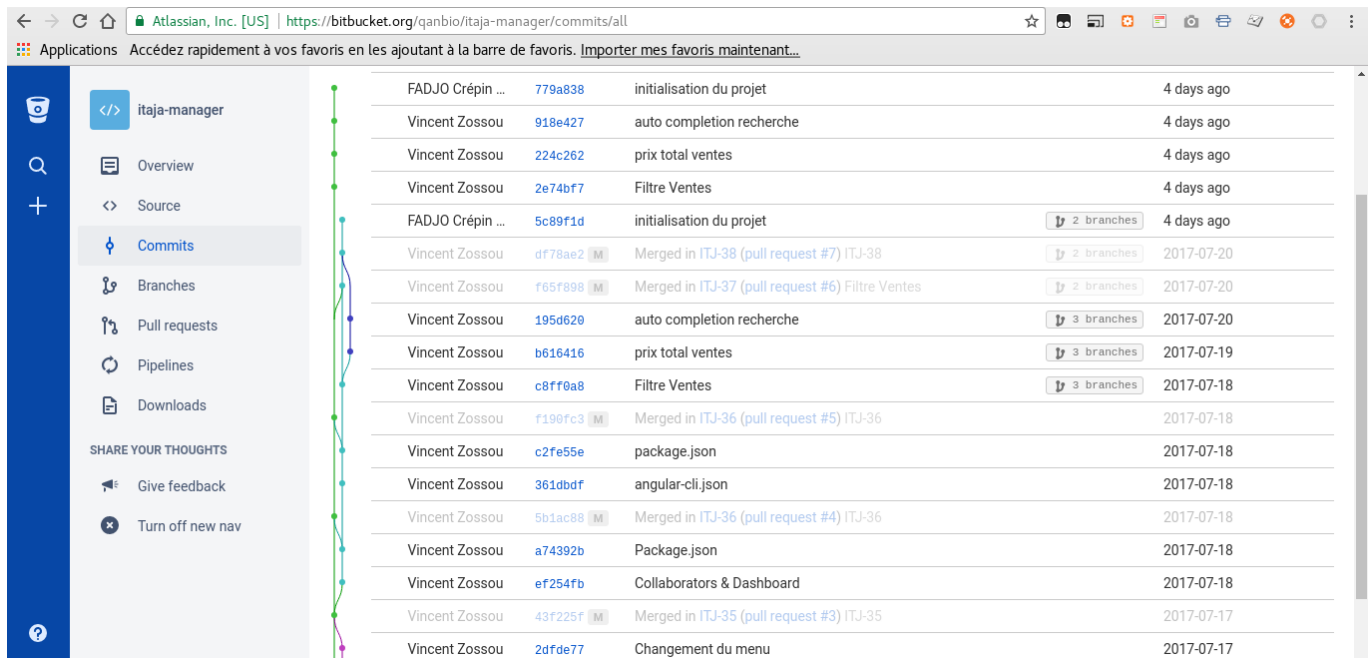 Atlassian, Inc. [US] | https://bitbucket.org/qanbio/itaja-manager/commits/all
Applications Accédez rapidement à vos favoris en les ajoutant à la barre de favoris. Importer mes favoris maintenant...
itaja-manager
Overview
Source
Commits
Branches
Pull requests
Pipelines
Downloads
SHARE YOUR THOUGHTS
Give feedback
Turn off new nav
FADJO Crépin ... 779a838 initialisation du projet 4 days ago
Vincent Zossou 918e427 auto completion recherche 4 days ago
Vincent Zossou 224c262 prix total ventes 4 days ago
Vincent Zossou 2e74bf7 Filtre Ventes 4 days ago
FADJO Crépin ... 5c89f1d initialisation du projet 2 branches 4 days ago
Vincent Zossou df78ae2 M Merged in ITJ-38 (pull request #7) ITJ-38 2 branches 2017-07-20
Vincent Zossou f65f898 M Merged in ITJ-37 (pull request #6) Filtre Ventes 2 branches 2017-07-20
Vincent Zossou 195d620 auto completion recherche 3 branches 2017-07-20
Vincent Zossou b616416 prix total ventes 3 branches 2017-07-19
Vincent Zossou c8ff0a8 Filtre Ventes 3 branches 2017-07-18
Vincent Zossou f190fc3 M Merged in ITJ-36 (pull request #5) ITJ-36 2017-07-18
Vincent Zossou c2fe55e package.json 2017-07-18
Vincent Zossou 361dbdf angular-cli.json 2017-07-18
Vincent Zossou 5b1ac88 M Merged in ITJ-36 (pull request #4) ITJ-36 2017-07-18
Vincent Zossou a74392b Package.json 2017-07-18
Vincent Zossou ef254fb Collaborators & Dashboard 2017-07-18
Vincent Zossou 43f225f M Merged in ITJ-35 (pull request #3) ITJ-35 2017-07-17
Vincent Zossou 2dfde77 Changement du menu 2017-07-17